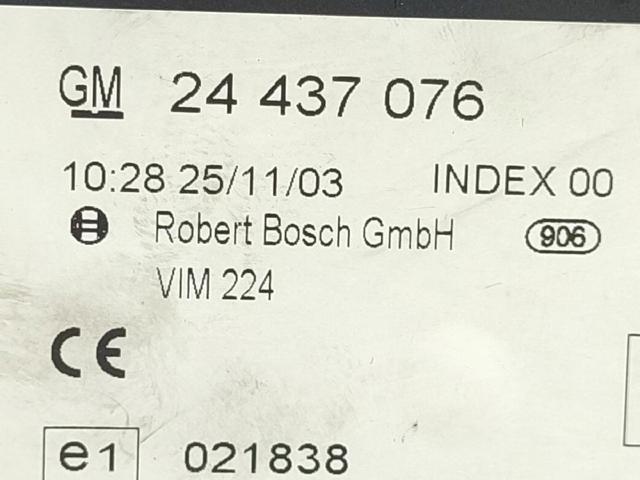 GM 24 437 076
10:28 25/11/03 INDEX 00
Robert Bosch GmbH 906
VIM 224
CE
e1 021838